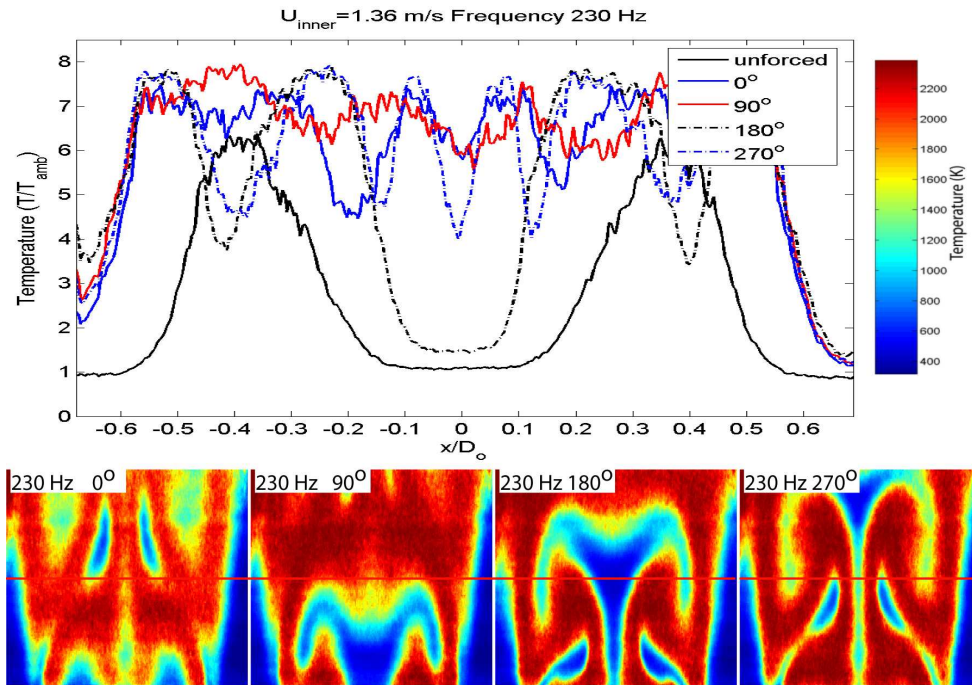 U_inner=1.36 m/s Frequency 230 Hz
8
7
6
5
4
3
2
1
0
Temperature (T/T_amb)
unforced
0°
90°
180°
270°
-0.6 -0.5 -0.4 -0.3 -0.2 -0.1 0 0.1 0.2 0.3 0.4 0.5 0.6
x/D_o
2200
2000
1800
1600
1400
1200
1000
800
600
400
Temperature (K)
230 Hz 0°
230 Hz 90°
230 Hz 180°
230 Hz 270°